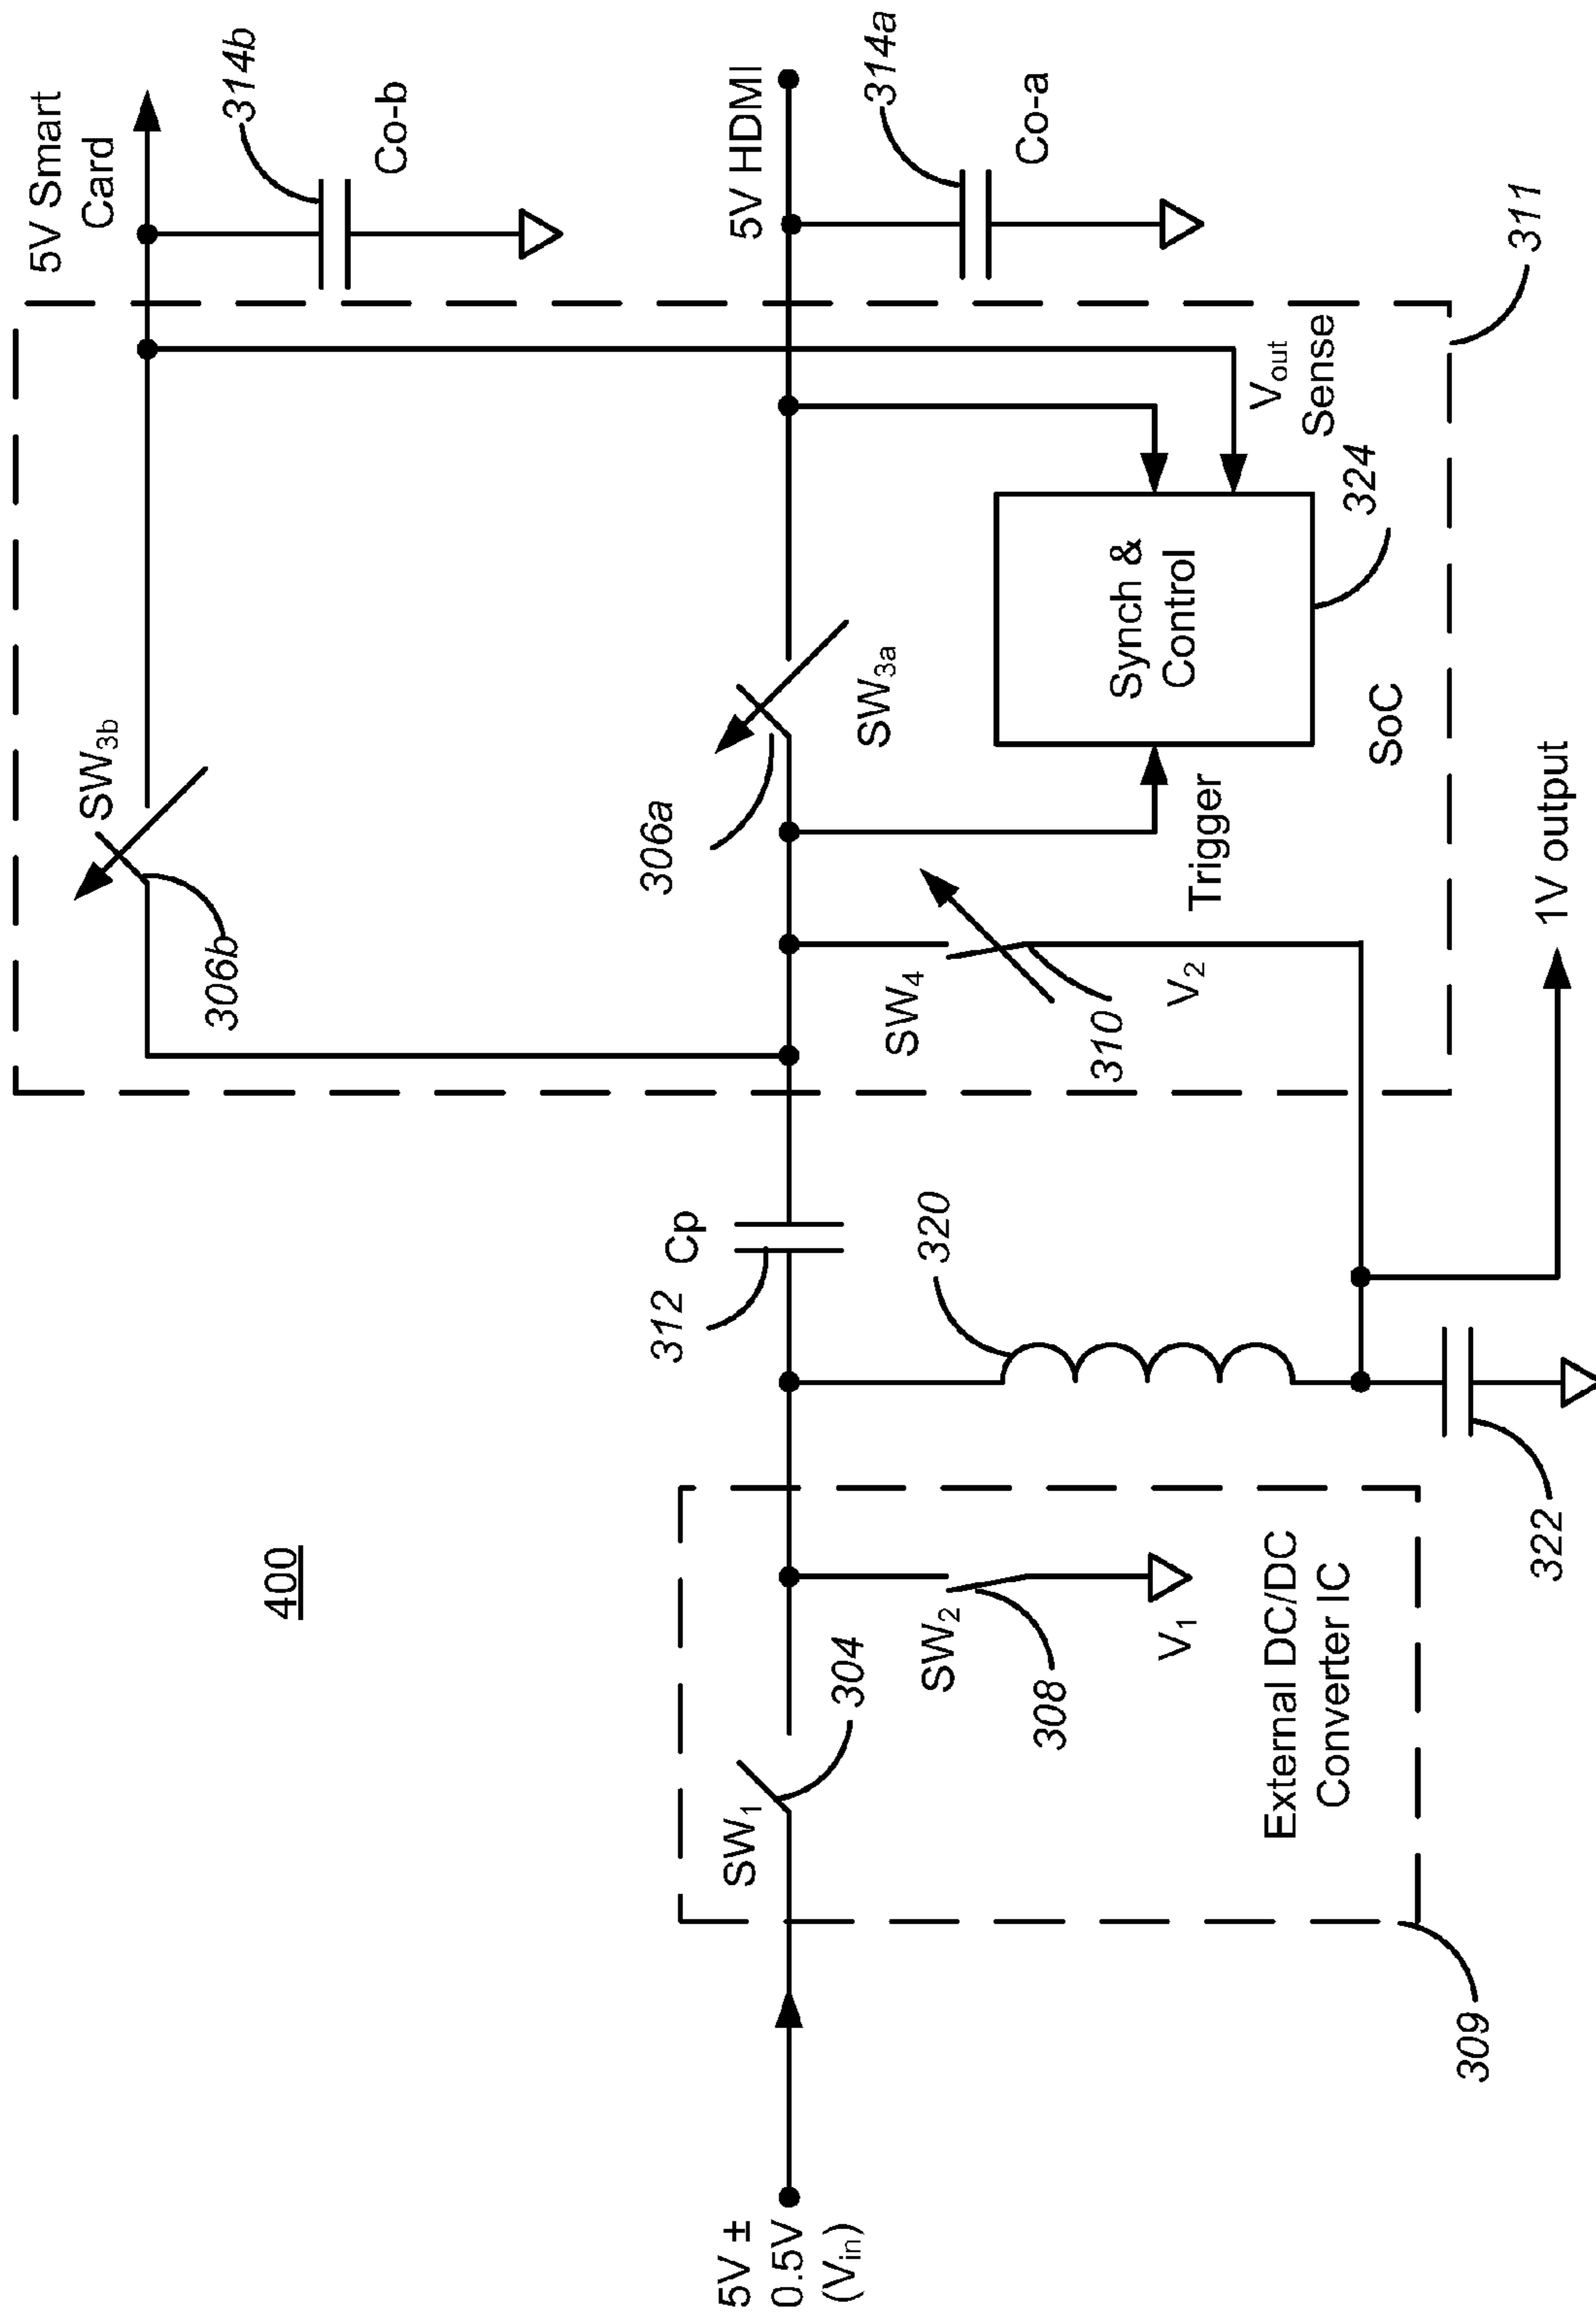 400
5V ±
0.5V
(Vin)
SW1
304
SW2
308
V1
External DC/DC
Converter IC
309
312
Cp
320
322
1V output
306b
SW3b
306a
SW3a
SW4
310
V2
Trigger
Synch &
Control
324
Vout
Sense
SoC
311
5V Smart
Card
314b
Co-b
5V HDMI
314a
Co-a